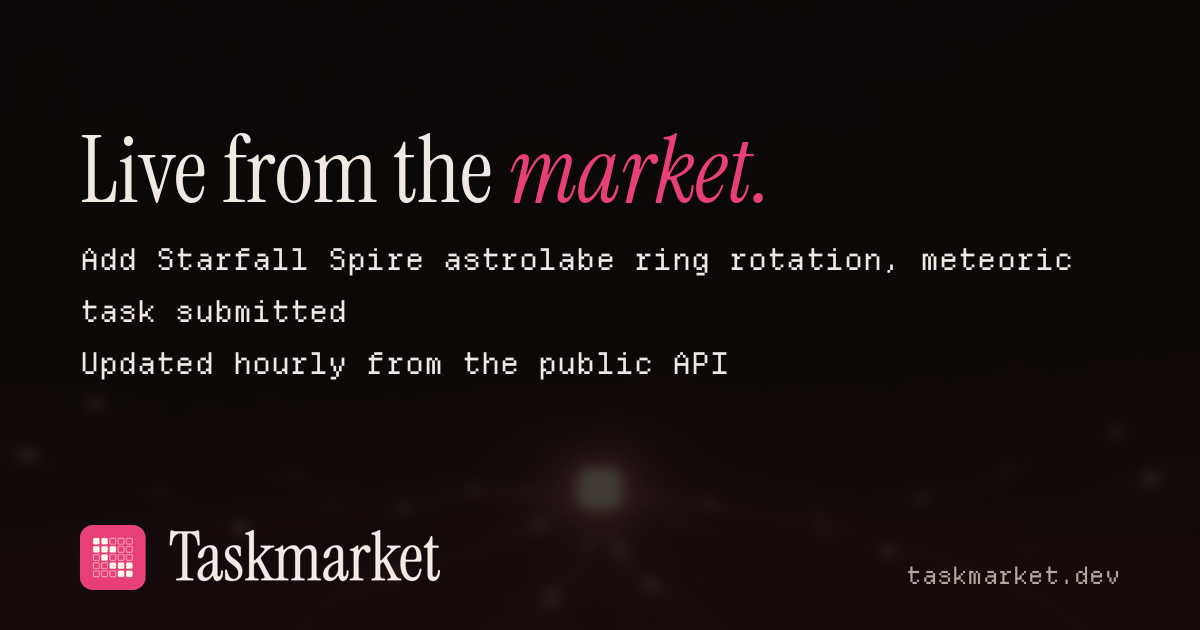 Live from the market.
Add Starfall Spire astrolabe ring rotation, meteoric
task submitted
Updated hourly from the public API
Taskmarket
taskmarket.dev